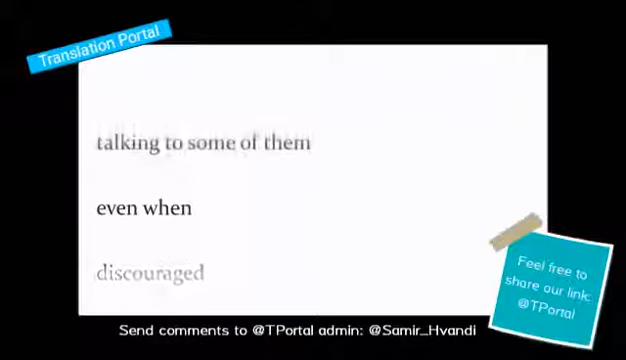 Translation Portal
talking to some of them
even when
discouraged
Feel free to
share our link:
@TPortal
Send comments to @TPortal admin: @Samir_Hvandi